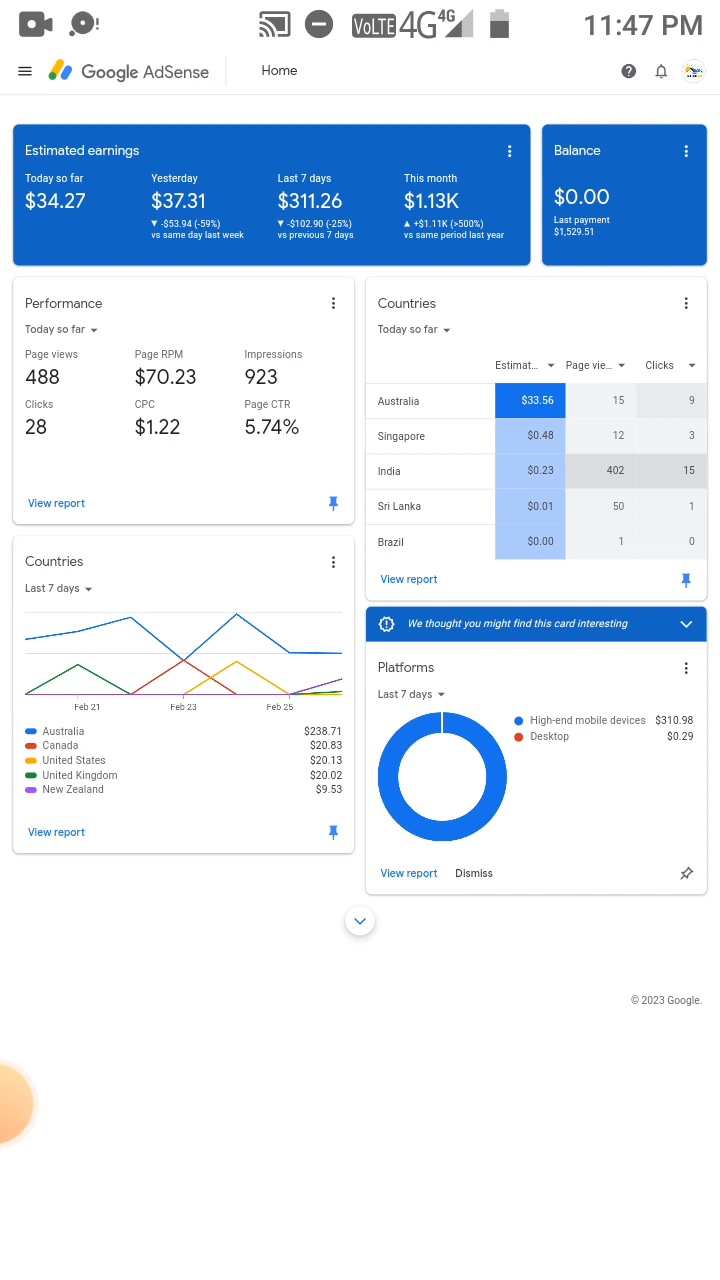 VoLTE 4G 4G 11:47 PM
Google AdSense Home
Estimated earnings
Today so far Yesterday Last 7 days This month
$34.27 $37.31 $311.26 $1.13K
▼ -$53.94 (-59%) ▼ -$102.90 (-25%) ▲ +$1.11K (>500%)
vs same day last week vs previous 7 days vs same period last year
Balance
$0.00
Last payment
$1,529.51
Performance
Today so far
Page views Page RPM Impressions
488 $70.23 923
Clicks CPC Page CTR
28 $1.22 5.74%
View report
Countries
Today so far
Estimat... Page vie... Clicks
Australia $33.56 15 9
Singapore $0.48 12 3
India $0.23 402 15
Sri Lanka $0.01 50 1
Brazil $0.00 1 0
View report
Countries
Last 7 days
Feb 21 Feb 23 Feb 25
Australia $238.71
Canada $20.83
United States $20.13
United Kingdom $20.02
New Zealand $9.53
View report
We thought you might find this card interesting
Platforms
Last 7 days
High-end mobile devices $310.98
Desktop $0.29
View report Dismiss
© 2023 Google.